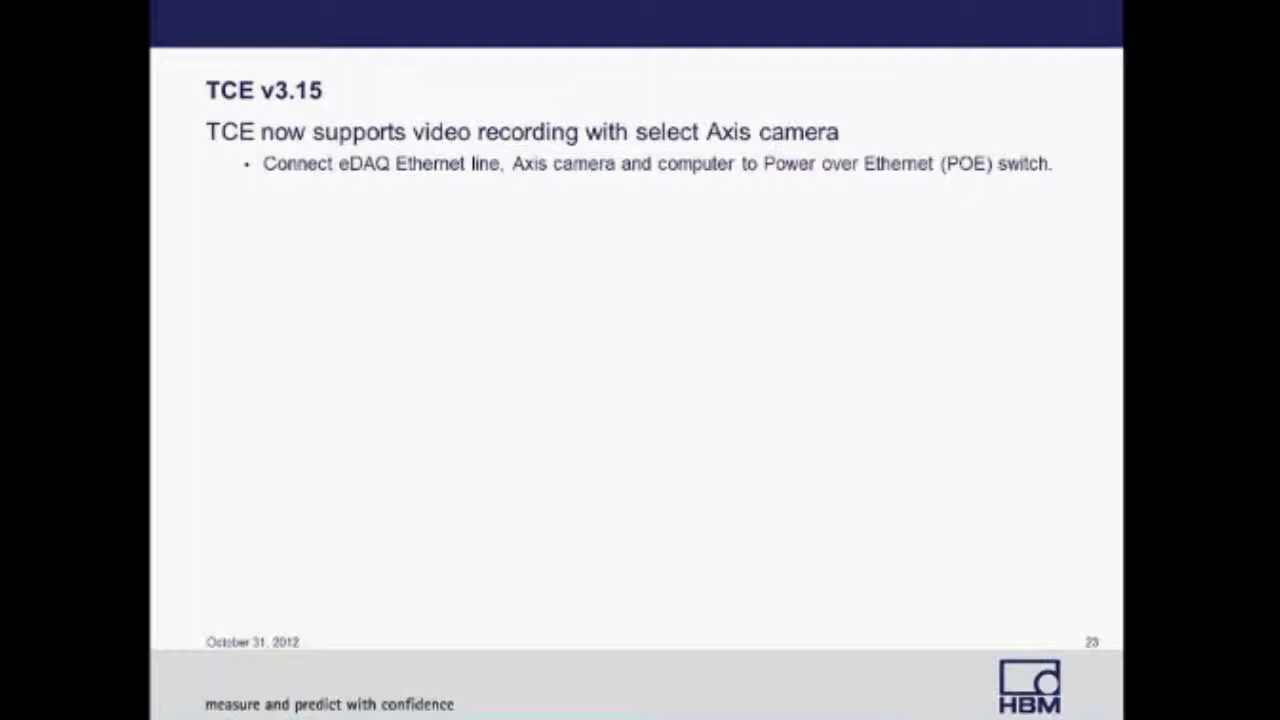 TCE v3.15
TCE now supports video recording with select Axis camera
• Connect eDAQ Ethernet line, Axis camera and computer to Power over Ethernet (POE) switch.
October 31, 2012
23
measure and predict with confidence
HBM